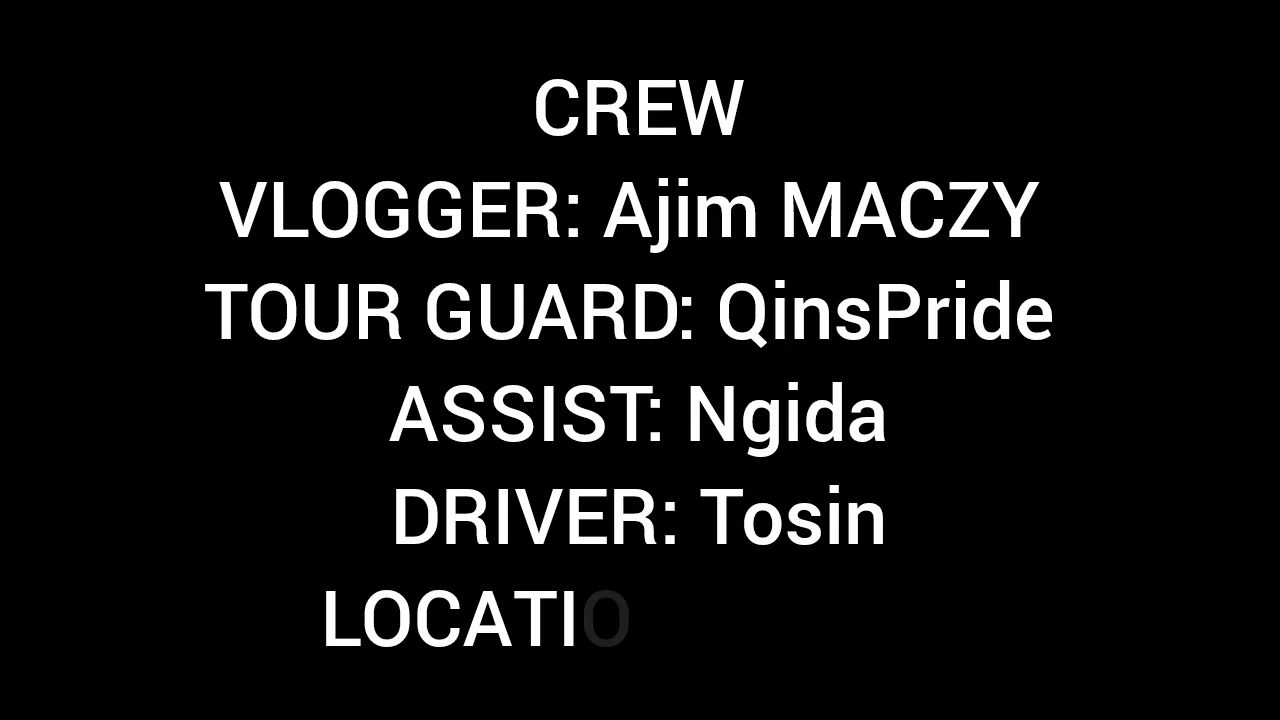 CREW
VLOGGER: Ajim MACZY
TOUR GUARD: QinsPride
ASSIST: Ngida
DRIVER: Tosin
LOCATIO